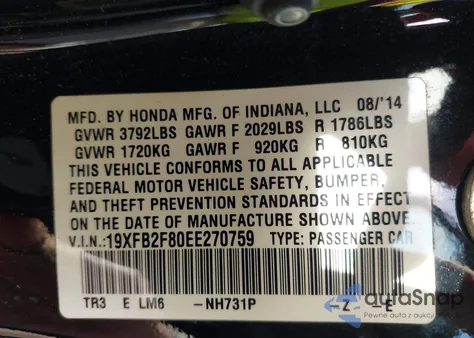 MFD. BY HONDA MFG. OF INDIANA, LLC 08/'14
GVWR 3792LBS GAWR F 2029LBS R 1786LBS
GVWR 1720KG GAWR F 920KG R 810KG
THIS VEHICLE CONFORMS TO ALL APPLICABLE
FEDERAL MOTOR VEHICLE SAFETY, BUMPER,
AND THEFT PREVENTION STANDARDS IN EFFECT
ON THE DATE OF MANUFACTURE SHOWN ABOVE.
V.I.N.:19XFB2F80EE270759 TYPE: PASSENGER CAR
TR3 E LM6 -NH731P -Z -E
autaSnap
Pewne auta z aukcji